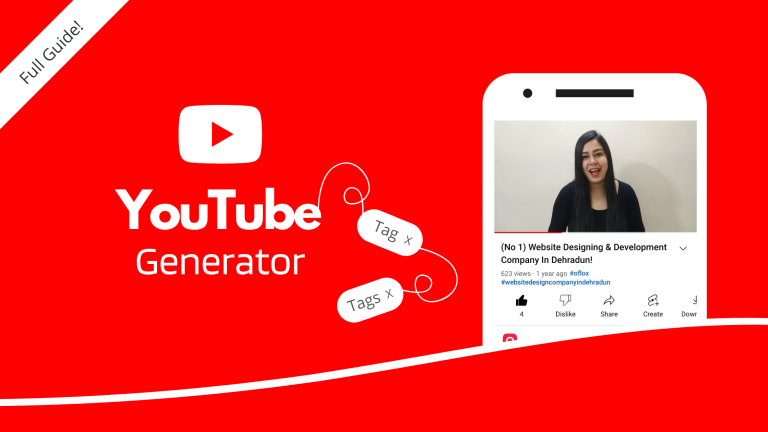 Full Guide!
YouTube
Generator
Tag x
Tags x
(No 1) Website Designing & Development
Company In Dehradun!
623 views · 1 year ago #oflox
#websitedesigncompanyindehradun
4 Dislike Share Create